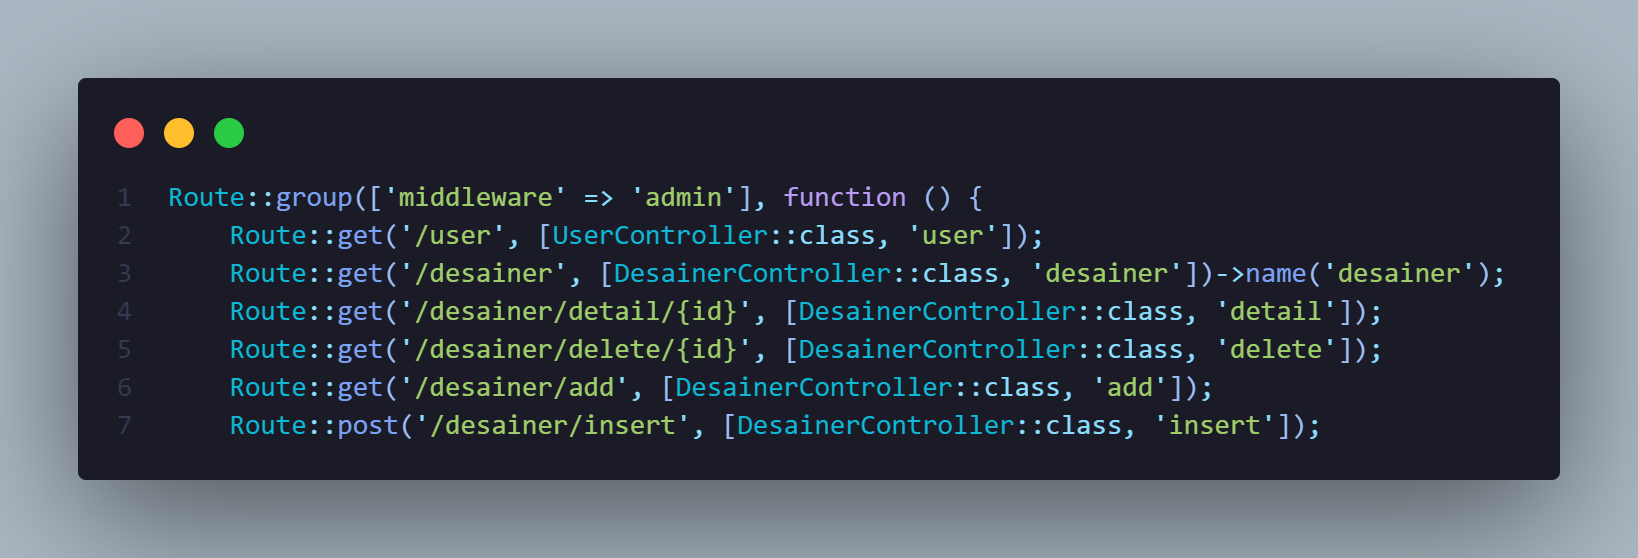 1 Route::group(['middleware' => 'admin'], function () {
2 Route::get('/user', [UserController::class, 'user']);
3 Route::get('/desainer', [DesainerController::class, 'desainer'])->name('desainer');
4 Route::get('/desainer/detail/{id}', [DesainerController::class, 'detail']);
5 Route::get('/desainer/delete/{id}', [DesainerController::class, 'delete']);
6 Route::get('/desainer/add', [DesainerController::class, 'add']);
7 Route::post('/desainer/insert', [DesainerController::class, 'insert']);